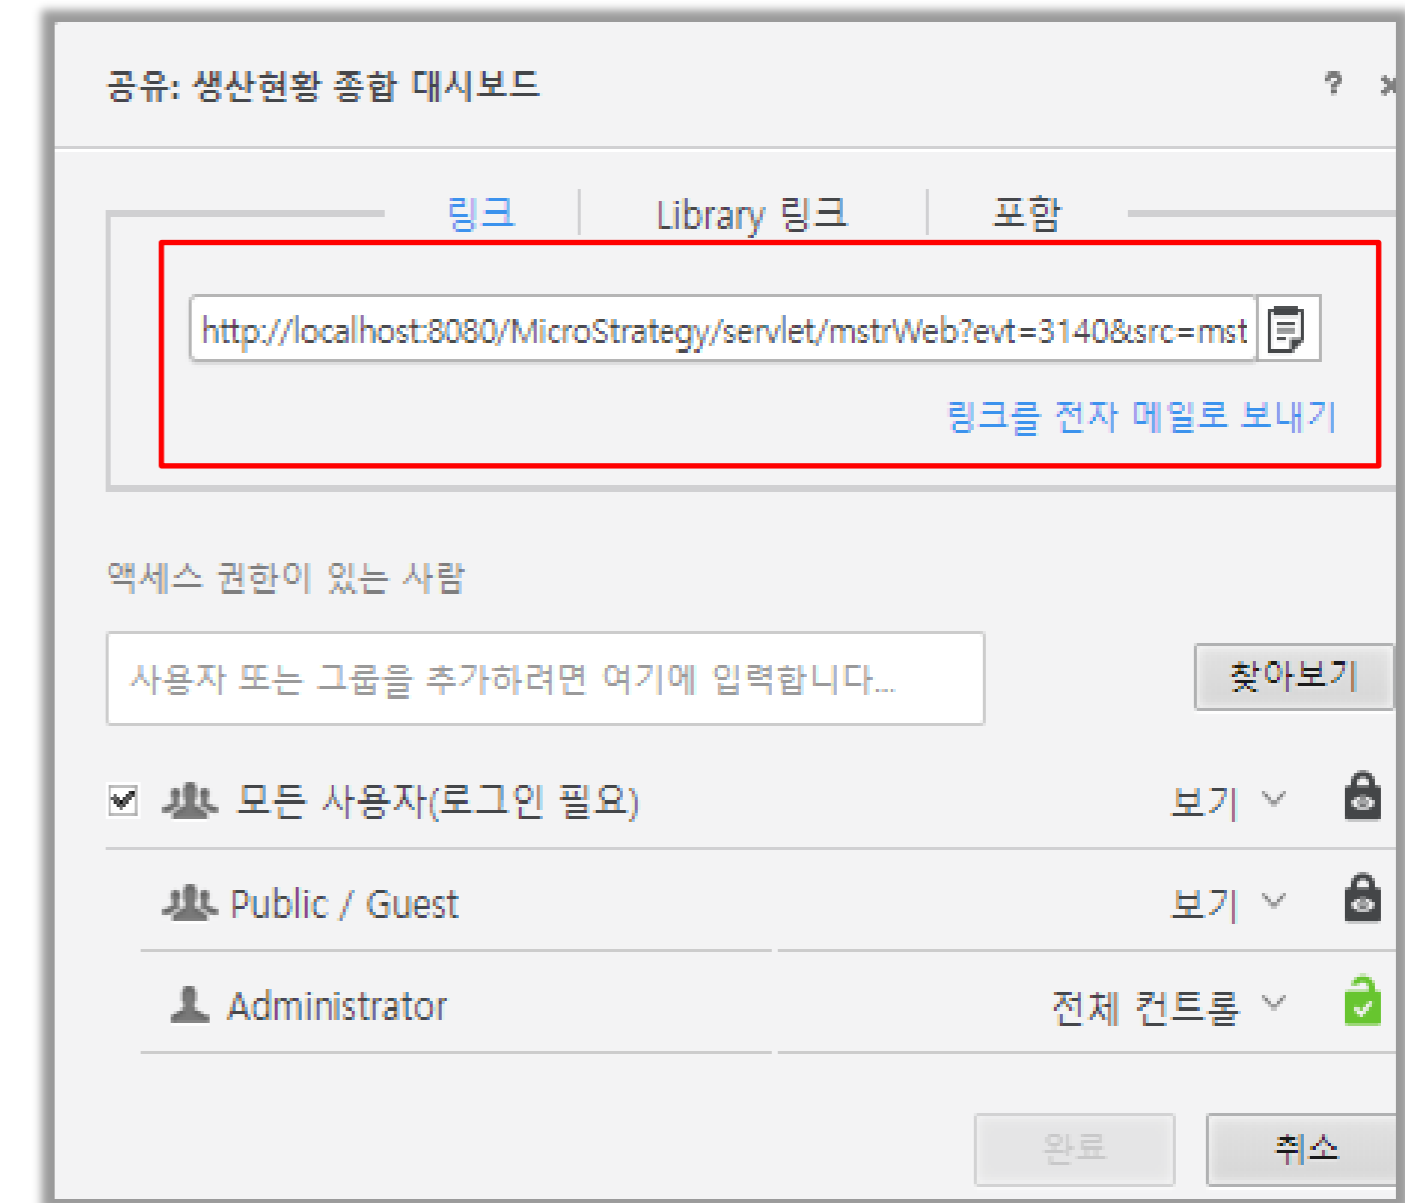 공유: 생산현황 종합 대시보드 ? ×
링크 Library 링크 포함
http://localhost:8080/MicroStrategy/servlet/mstrWeb?evt=3140&src=mst
링크를 전자 메일로 보내기
액세스 권한이 있는 사람
사용자 또는 그룹을 추가하려면 여기에 입력합니다... 찾아보기
모든 사용자(로그인 필요) 보기
Public / Guest 보기
Administrator 전체 컨트롤
완료 취소